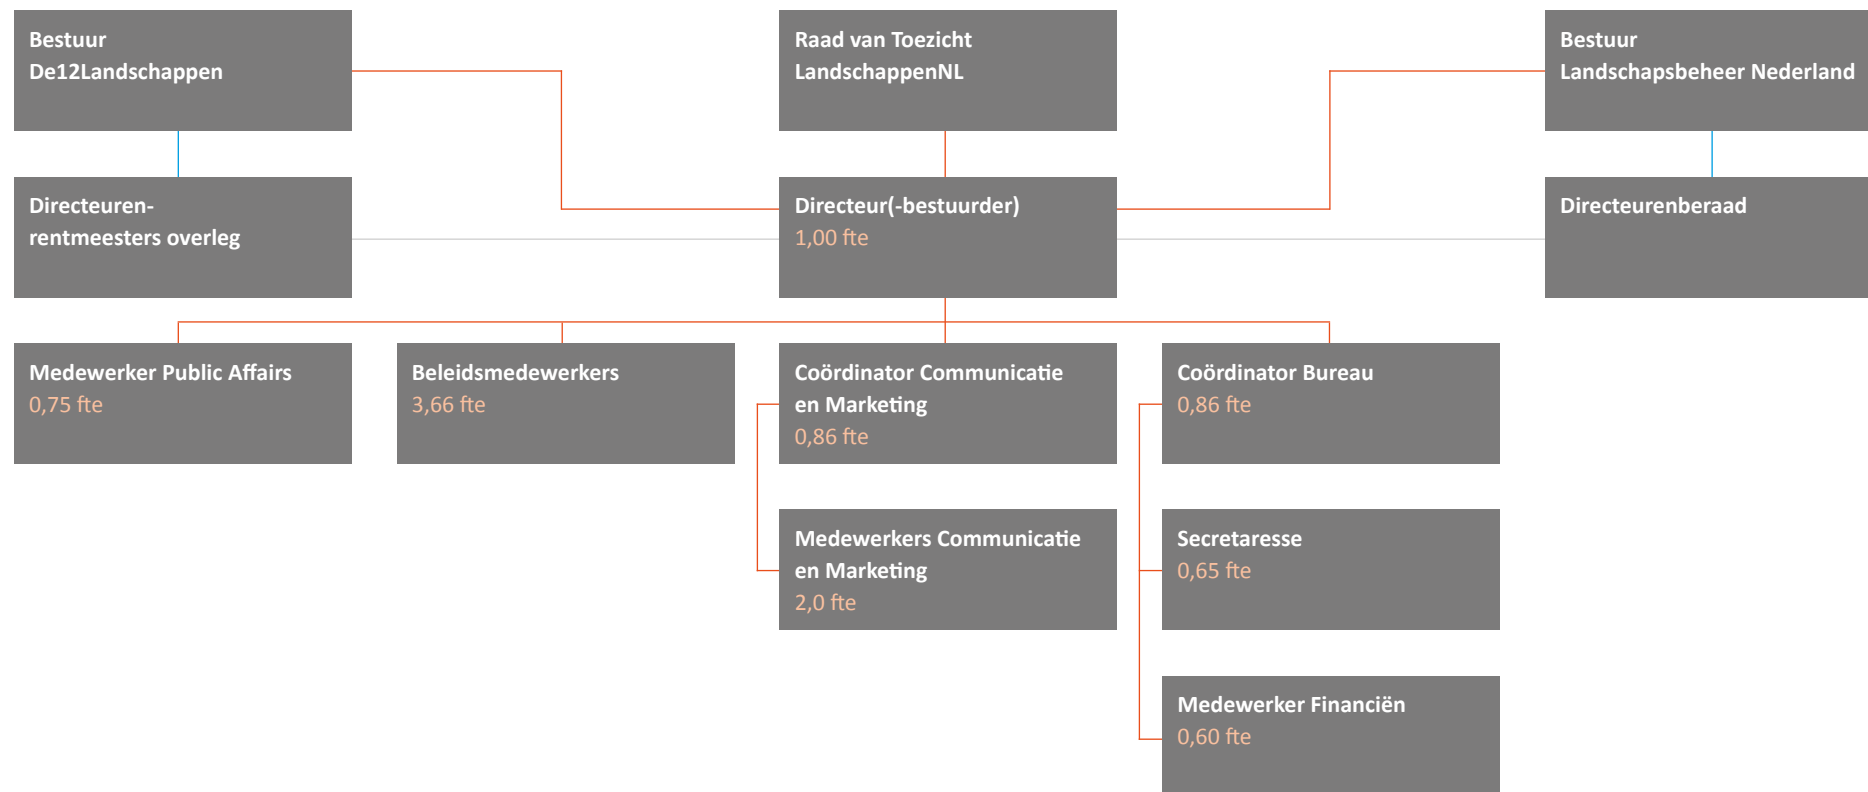 Bestuur
De12Landschappen
Raad van Toezicht
LandschappenNL
Bestuur
Landschapsbeheer Nederland
Directeuren-
rentmeesters overleg
Directeur(-bestuurder)
1,00 fte
Directeurenberaad
Medewerker Public Affairs
0,75 fte
Beleidsmedewerkers
3,66 fte
Coördinator Communicatie
en Marketing
0,86 fte
Coördinator Bureau
0,86 fte
Medewerkers Communicatie
en Marketing
2,0 fte
Secretaresse
0,65 fte
Medewerker Financiën
0,60 fte